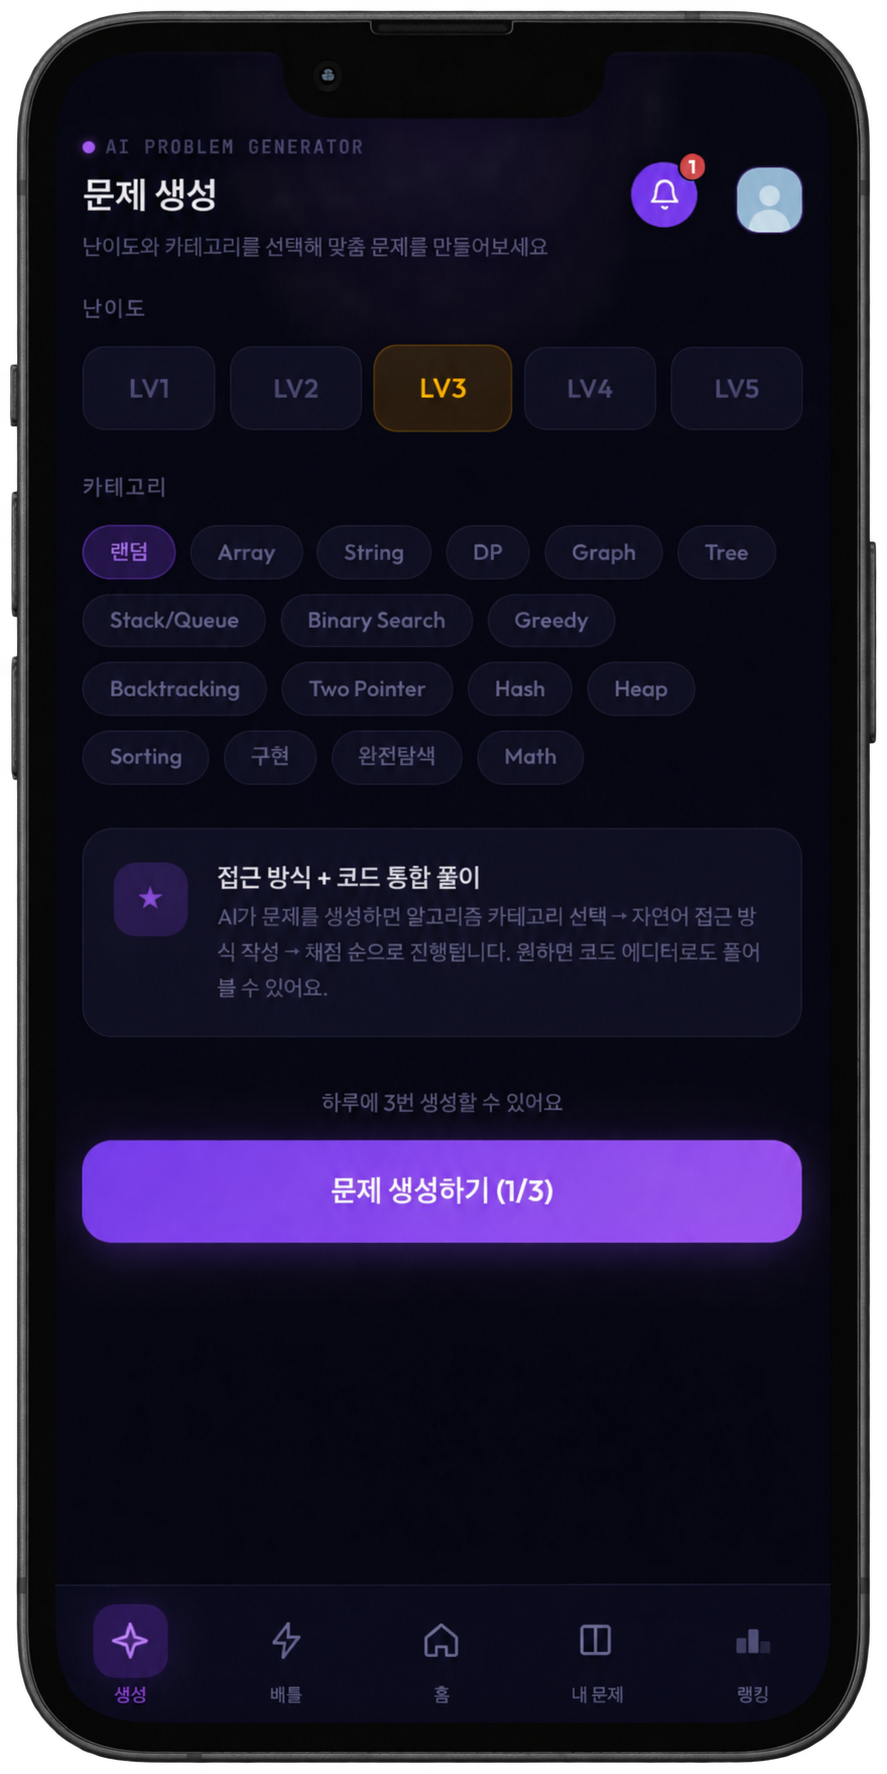 AI PROBLEM GENERATOR
문제 생성
1
난이도와 카테고리를 선택해 맞춤 문제를 만들어보세요
난이도
LV1 LV2 LV3 LV4 LV5
카테고리
랜덤 Array String DP Graph Tree
Stack/Queue Binary Search Greedy
Backtracking Two Pointer Hash Heap
Sorting 구현 완전탐색 Math
접근 방식 + 코드 통합 풀이
AI가 문제를 생성하먼 알고리즘 카테고리 선택 → 자연어 접근 방
식 작성 → 채점 순으로 진행텁니다. 원하면 코도 에디터로도 풀어
블 수 있어요.
하루에 3번 생성할 수 있어요
문제 생성하기 (1/3)
생성 배틀 홈 내 문제 랭킹